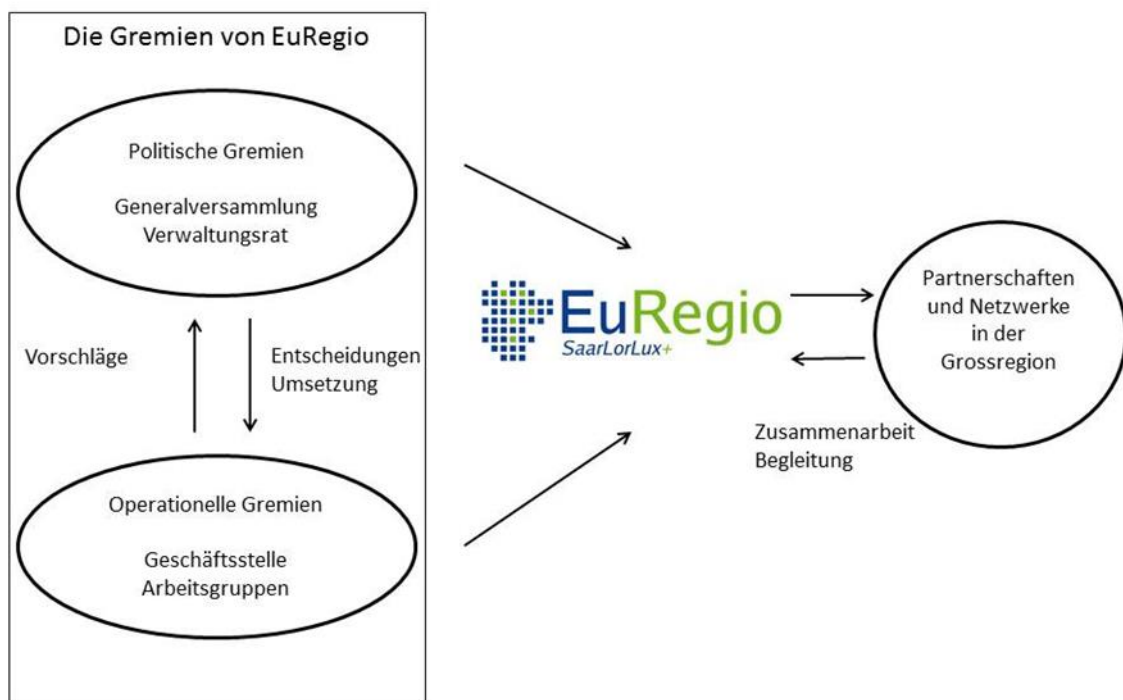 Die Gremien von EuRegio
Politische Gremien
Generalversammlung
Verwaltungsrat
Vorschläge
Entscheidungen
Umsetzung
Operationelle Gremien
Geschäftsstelle
Arbeitsgruppen
EuRegio
SaarLorLux+
Partnerschaften
und Netzwerke
in der
Grossregion
Zusammenarbeit
Begleitung